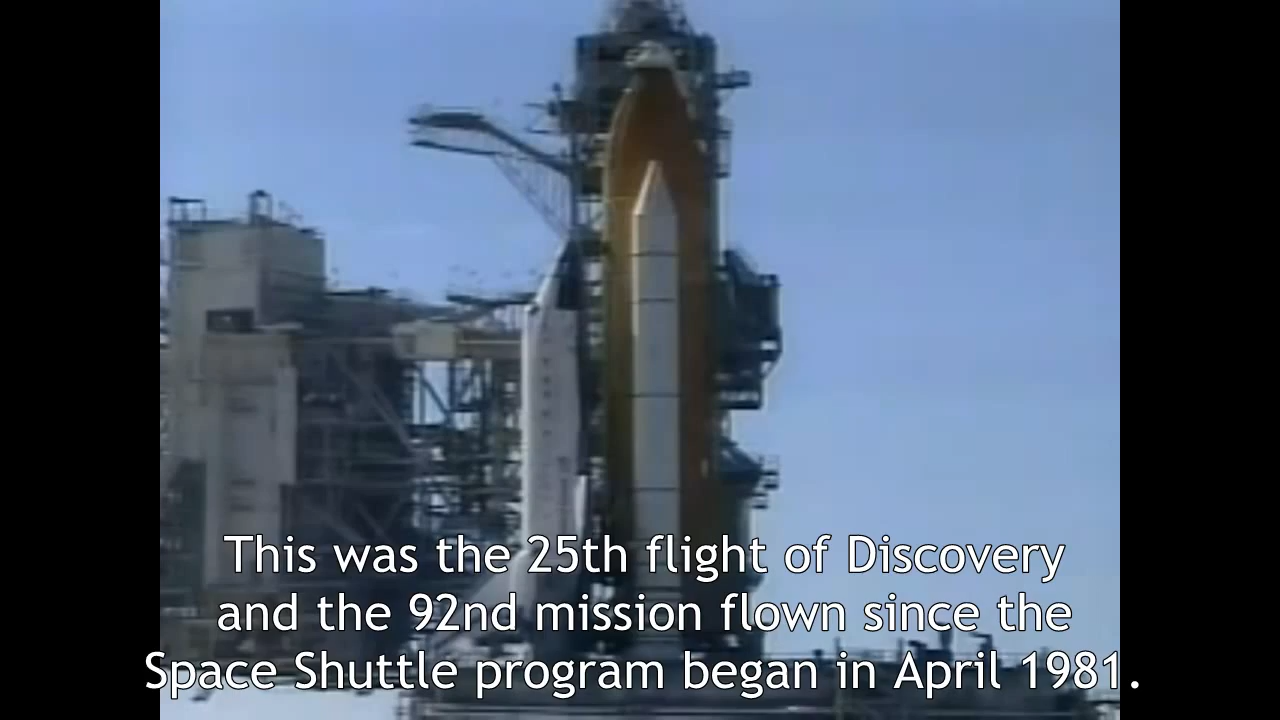 This was the 25th flight of Discovery
and the 92nd mission flown since the
Space Shuttle program began in April 1981.